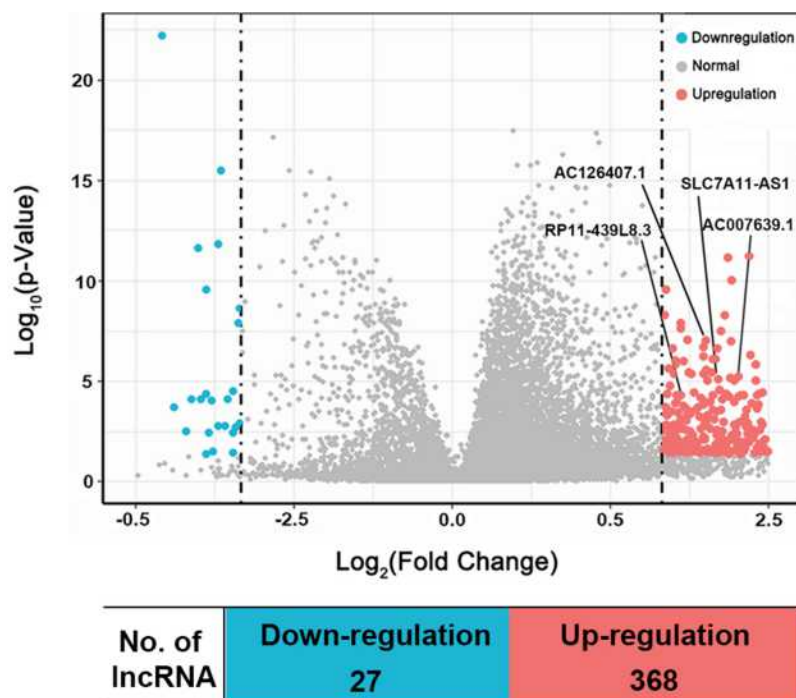 Downregulation
Normal
Upregulation
AC126407.1
SLC7A11-AS1
RP11-439L8.3
AC007639.1
Log10(p-Value)
20
15
10
5
0
-0.5
-2.5
0.0
0.5
2.5
Log2(Fold Change)
No. of lncRNA
Down-regulation
27
Up-regulation
368